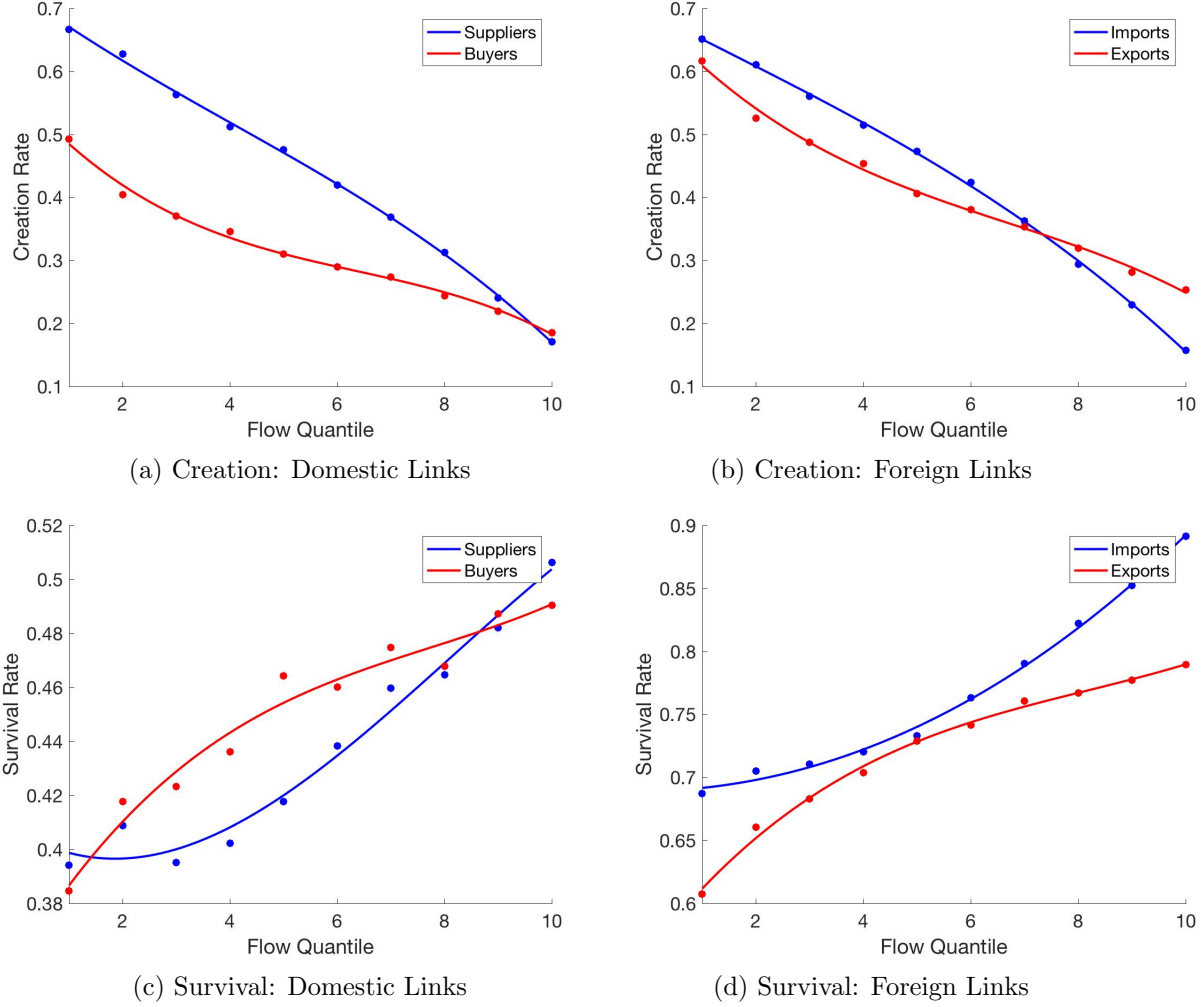 0.7
0.6
0.5
0.4
0.3
0.2
0.1
Creation Rate
2 4 6 8 10
Flow Quantile
Suppliers
Buyers
(a) Creation: Domestic Links
0.7
0.6
0.5
0.4
0.3
0.2
0.1
Creation Rate
2 4 6 8 10
Flow Quantile
Imports
Exports
(b) Creation: Foreign Links
0.52
0.5
0.48
0.46
0.44
0.42
0.4
0.38
Survival Rate
2 4 6 8 10
Flow Quantile
Suppliers
Buyers
(c) Survival: Domestic Links
0.9
0.85
0.8
0.75
0.7
0.65
0.6
Survival Rate
2 4 6 8 10
Flow Quantile
Imports
Exports
(d) Survival: Foreign Links